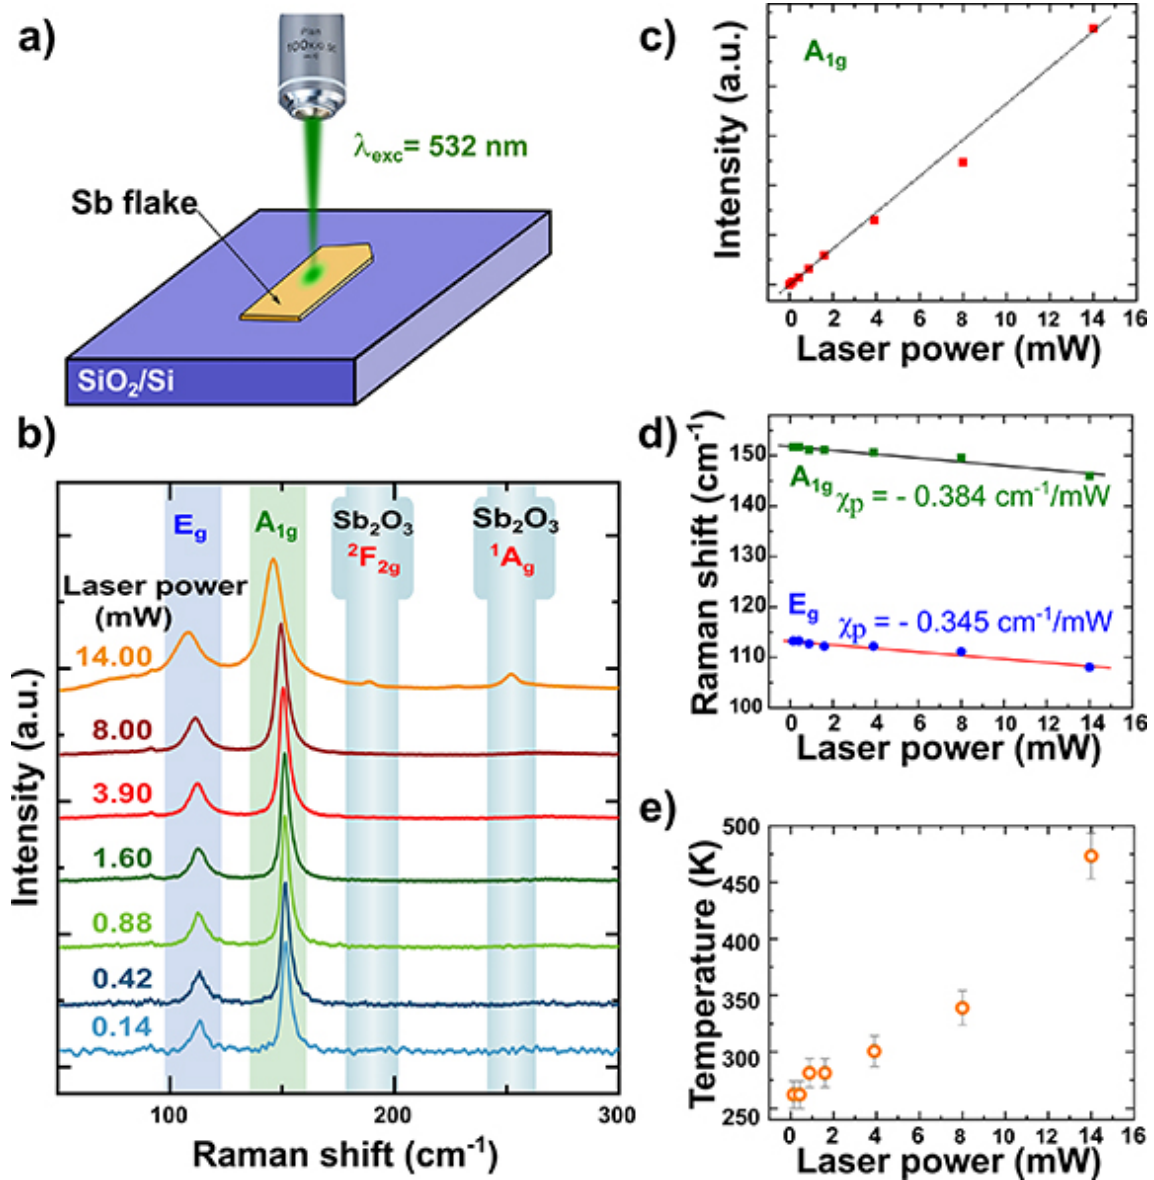 a)
Plan
λexc= 532 nm
Sb flake
SiO2/Si
b)
Eg
A1g
Sb2O3
2F2g
Sb2O3
1Ag
Laser power
(mW)
14.00
8.00
3.90
1.60
0.88
0.42
0.14
Intensity (a.u.)
100
200
300
Raman shift (cm-1)
c)
A1g
Intensity (a.u.)
0 2 4 6 8 10 12 14 16
Laser power (mW)
d)
Raman shift (cm-1)
150
140
130
120
110
100
A1g χp = - 0.384 cm-1/mW
Eg χp = - 0.345 cm-1/mW
0 2 4 6 8 10 12 14 16
Laser power (mW)
e)
Temperature (K)
500
450
400
350
300
250
0 2 4 6 8 10 12 14 16
Laser power (mW)